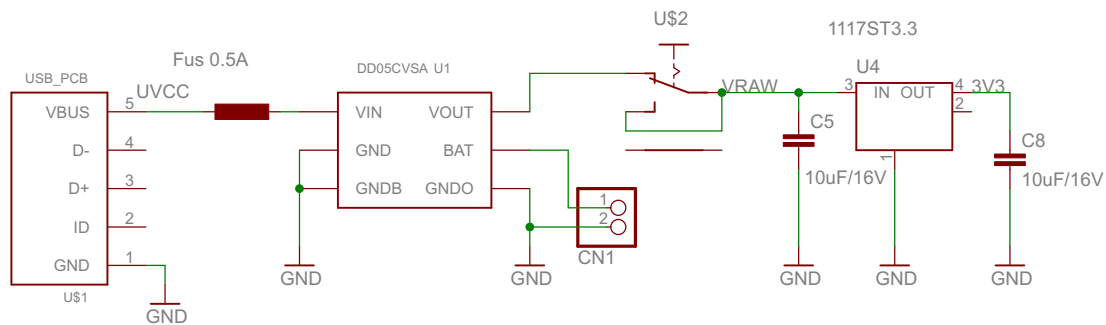 U$2
1117ST3.3
Fus 0.5A
USB_PCB
DD05CVSA U1
U4
UVCC
VRAW
3V3
VBUS 5
VIN VOUT
3 IN OUT 4
2
1
C5
10uF/16V
C8
10uF/16V
D- 4
GND BAT
D+ 3
GNDB GNDO
ID 2
1
2
CN1
GND 1
U$1
GND
GND
GND
GND
GND
GND